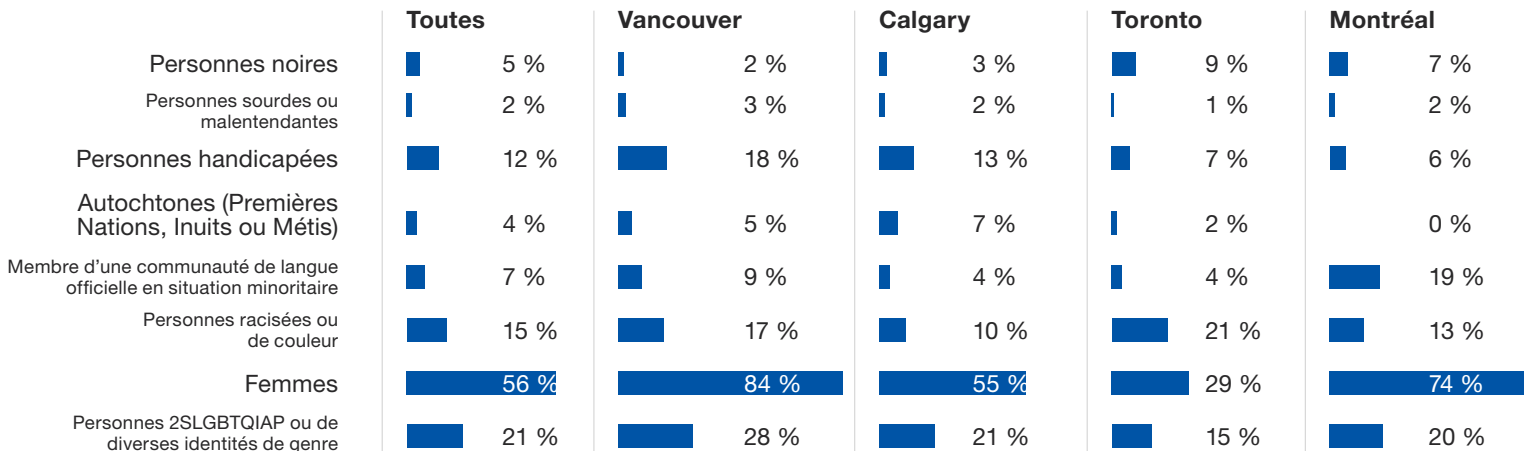 Toutes Vancouver Calgary Toronto Montréal
Personnes noires 5 % 2 % 3 % 9 % 7 %
Personnes sourdes ou
malentendantes 2 % 3 % 2 % 1 % 2 %
Personnes handicapées 12 % 18 % 13 % 7 % 6 %
Autochtones (Premières
Nations, Inuits ou Métis) 4 % 5 % 7 % 2 % 0 %
Membre d’une communauté de langue
officielle en situation minoritaire 7 % 9 % 4 % 4 % 19 %
Personnes racisées ou
de couleur 15 % 17 % 10 % 21 % 13 %
Femmes 56 % 84 % 55 % 29 % 74 %
Personnes 2SLGBTQIAP ou de
diverses identités de genre 21 % 28 % 21 % 15 % 20 %